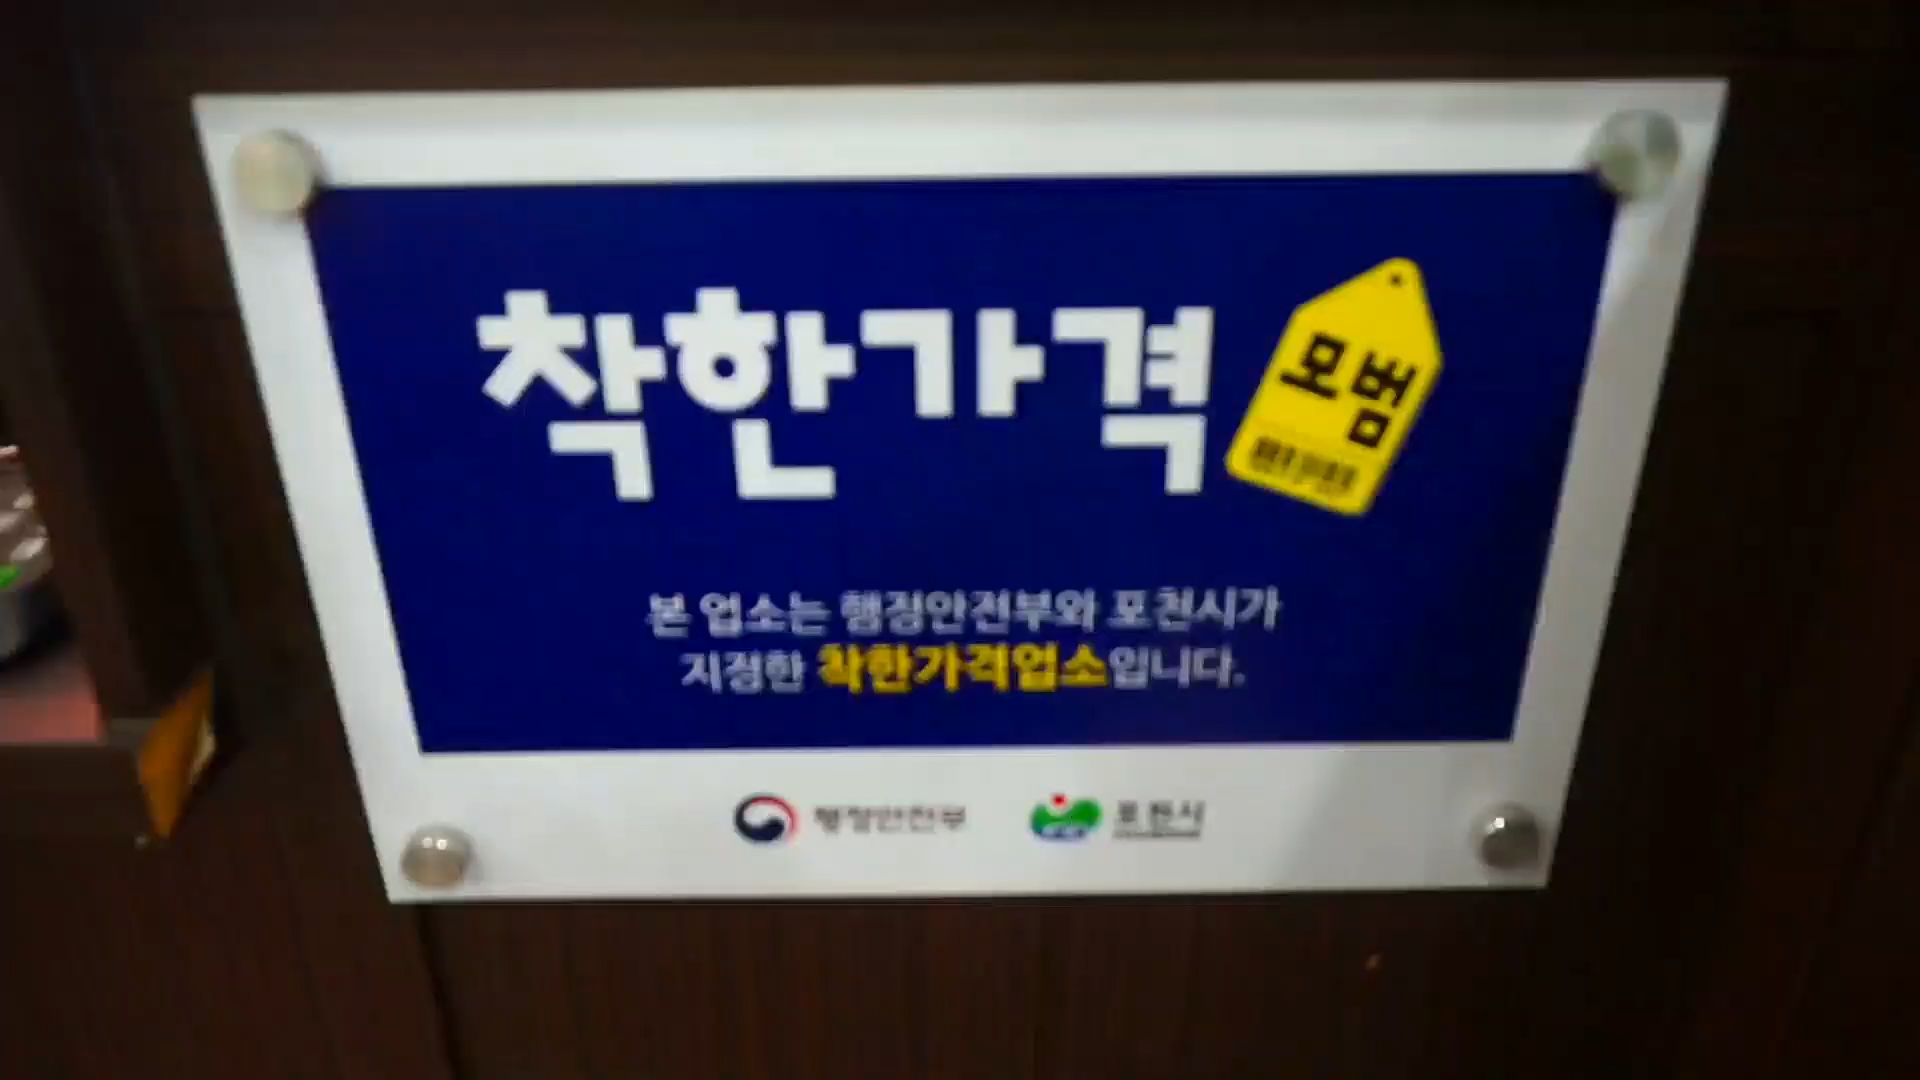 착한가격
모범
본 업소는 행정안전부와 포천시가
지정한 착한가격업소입니다.
행정안전부
포천시